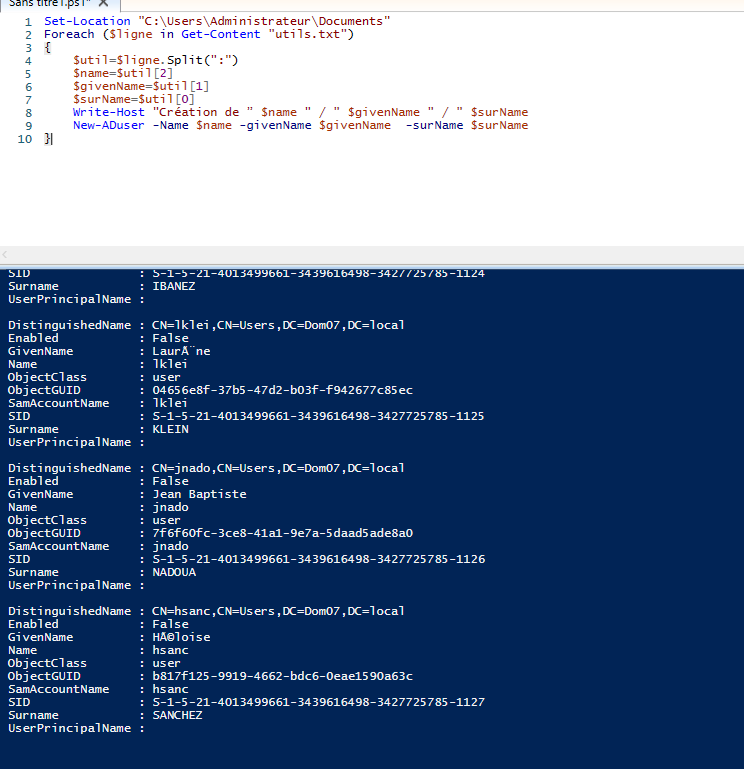 Sans titre1.ps1* X
1 Set-Location "C:\Users\Administrateur\Documents"
2 Foreach ($ligne in Get-Content "utils.txt")
3 {
4 $util=$ligne.Split(":")
5 $name=$util[2]
6 $givenName=$util[1]
7 $surName=$util[0]
8 Write-Host "Création de " $name " / " $givenName " / " $surName
9 New-ADuser -Name $name -givenName $givenName  -surName $surName
10 }
SID : S-1-5-21-4013499661-3439616498-3427725785-1124
Surname : IBANEZ
UserPrincipalName :
DistinguishedName : CN=lklei,CN=Users,DC=Dom07,DC=local
Enabled : False
GivenName : LaurÃ¨ne
Name : lklei
ObjectClass : user
ObjectGUID : 04656e8f-37b5-47d2-b03f-f942677c85ec
SamAccountName : lklei
SID : S-1-5-21-4013499661-3439616498-3427725785-1125
Surname : KLEIN
UserPrincipalName :
DistinguishedName : CN=jnado,CN=Users,DC=Dom07,DC=local
Enabled : False
GivenName : Jean Baptiste
Name : jnado
ObjectClass : user
ObjectGUID : 7f6f60fc-3ce8-41a1-9e7a-5daad5ade8a0
SamAccountName : jnado
SID : S-1-5-21-4013499661-3439616498-3427725785-1126
Surname : NADOUA
UserPrincipalName :
DistinguishedName : CN=hsanc,CN=Users,DC=Dom07,DC=local
Enabled : False
GivenName : HÃ©loise
Name : hsanc
ObjectClass : user
ObjectGUID : b817f125-9919-4662-bdc6-0eae1590a63c
SamAccountName : hsanc
SID : S-1-5-21-4013499661-3439616498-3427725785-1127
Surname : SANCHEZ
UserPrincipalName :